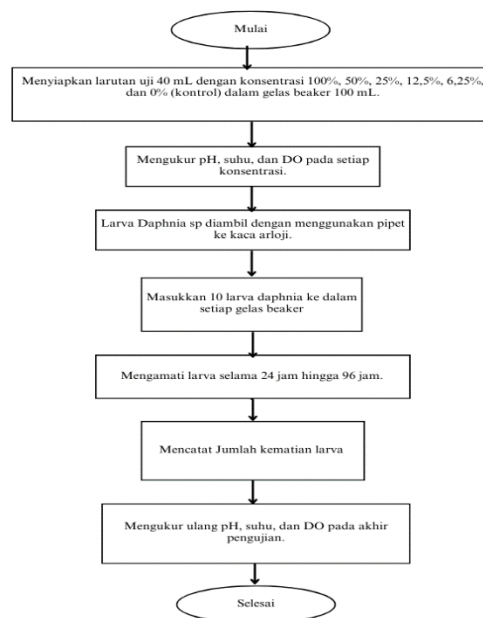 Mulai
Menyiapkan larutan uji 40 mL dengan konsentrasi 100%, 50%, 25%, 12,5%, 6,25%,
dan 0% (kontrol) dalam gelas beaker 100 mL.
Mengukur pH, suhu, dan DO pada setiap
konsentrasi.
Larva Daphnia sp diambil dengan menggunakan pipet
ke kaca arloji.
Masukkan 10 larva daphnia ke dalam
setiap gelas beaker
Mengamati larva selama 24 jam hingga 96 jam.
Mencatat Jumlah kematian larva
Mengukur ulang pH, suhu, dan DO pada akhir
pengujian.
Selesai